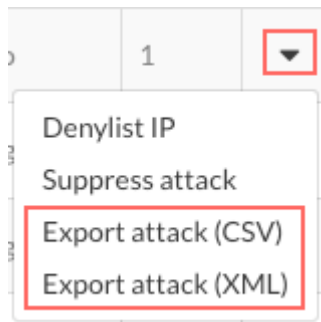 1
Denylist IP
Suppress attack
Export attack (CSV)
Export attack (XML)